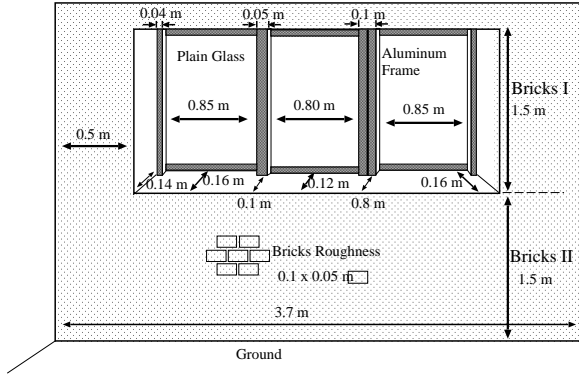 0.04 m 0.05 m 0.1 m
Plain Glass
Aluminum
Frame
Bricks I
1.5 m
0.85 m
0.80 m
0.85 m
0.5 m
0.14 m
0.16 m
0.12 m
0.16 m
0.1 m
0.8 m
Bricks Roughness
0.1 x 0.05 m
Bricks II
1.5 m
3.7 m
Ground